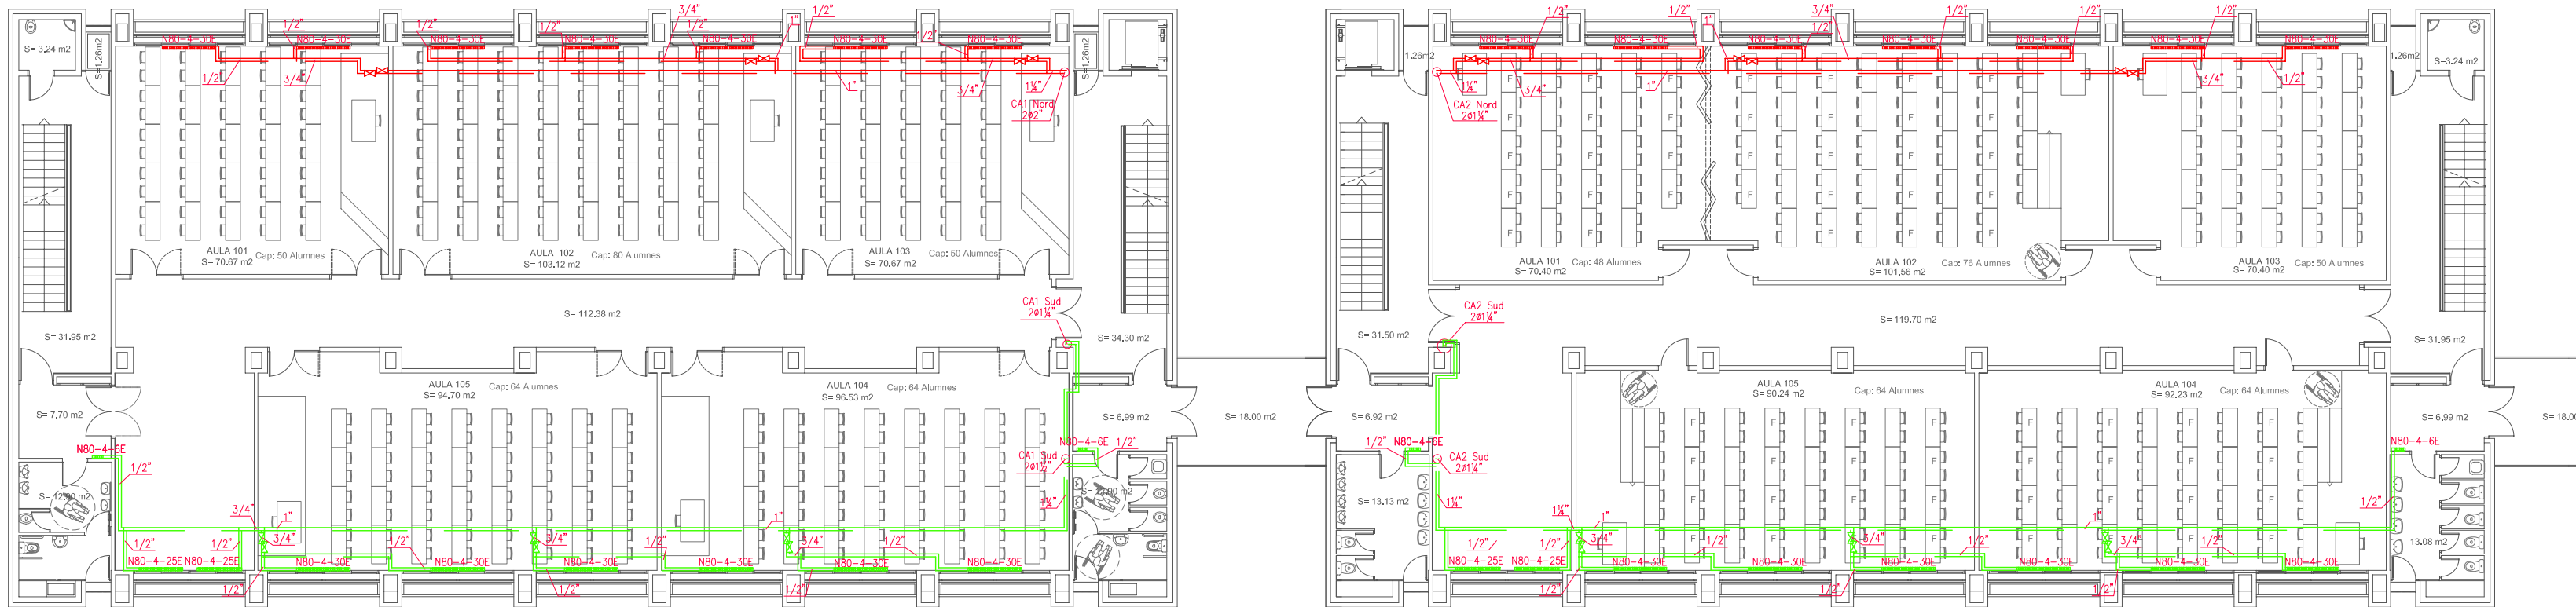 S= 3.24 m2
S=1.26m2
N80-4-30E
1/2"
N80-4-30E
1/2"
N80-4-30E
1/2"
N80-4-30E
3/4"
N80-4-30E
1"
1/2"
N80-4-30E
1/2"
N80-4-30E
S=1.26m2
1/2"
3/4"
1"
3/4"
1¼"
CA1 Nord
2ø2"
AULA 101
S= 70.67 m2
Cap: 50 Alumnes
AULA 102
S= 103.12 m2
Cap: 80 Alumnes
AULA 103
S= 70.67 m2
Cap: 50 Alumnes
S= 31.95 m2
S= 112.38 m2
CA1 Sud
2ø1¼"
S= 34.30 m2
S= 7.70 m2
AULA 105
S= 94.70 m2
Cap: 64 Alumnes
AULA 104
S= 96.53 m2
Cap: 64 Alumnes
S= 6.99 m2
S= 18.00 m2
N80-4-6E
1/2"
S= 12.90 m2
N80-4-6E
1/2"
CA1 Sud
2ø1½"
1¼"
S= 12.90 m2
3/4"
1"
1"
1/2"
1/2"
3/4"
1/2"
3/4"
1/2"
3/4"
1/2"
N80-4-25E
N80-4-25E
N80-4-30E
N80-4-30E
N80-4-30E
N80-4-30E
N80-4-30E
N80-4-30E
1/2"
1/2"
1/2"
1.26m2
N80-4-30E
1/2"
N80-4-30E
1/2"
1"
N80-4-30E
3/4"
1/2"
N80-4-30E
1/2"
N80-4-30E
1/2"
N80-4-30E
1/2"
N80-4-30E
1.26m2
S=3.24 m2
1¼"
3/4"
1"
3/4"
1/2"
CA2 Nord
2ø1¼"
F F F F F F F F F F F
AULA 101
S= 70.40 m2
Cap: 48 Alumnes
AULA 102
S= 101.56 m2
Cap: 76 Alumnes
AULA 103
S= 70.40 m2
Cap: 50 Alumnes
S= 31.50 m2
CA2 Sud
2ø1¼"
S= 119.70 m2
S= 31.95 m2
S= 6.92 m2
AULA 105
S= 90.24 m2
Cap: 64 Alumnes
AULA 104
S= 92.23 m2
Cap: 64 Alumnes
S= 6.99 m2
S= 18.00
1/2"
N80-4-6E
CA2 Sud
2ø1¼"
N80-4-6E
S= 13.13 m2
1¼"
1/2"
1¼"
1"
1"
13.08 m2
1/2"
1/2"
3/4"
1/2"
3/4"
1/2"
3/4"
1/2"
N80-4-25E
N80-4-25E
N80-4-30E
N80-4-30E
N80-4-30E
N80-4-30E
N80-4-30E
N80-4-30E
1/2"
1/2"
1/2"